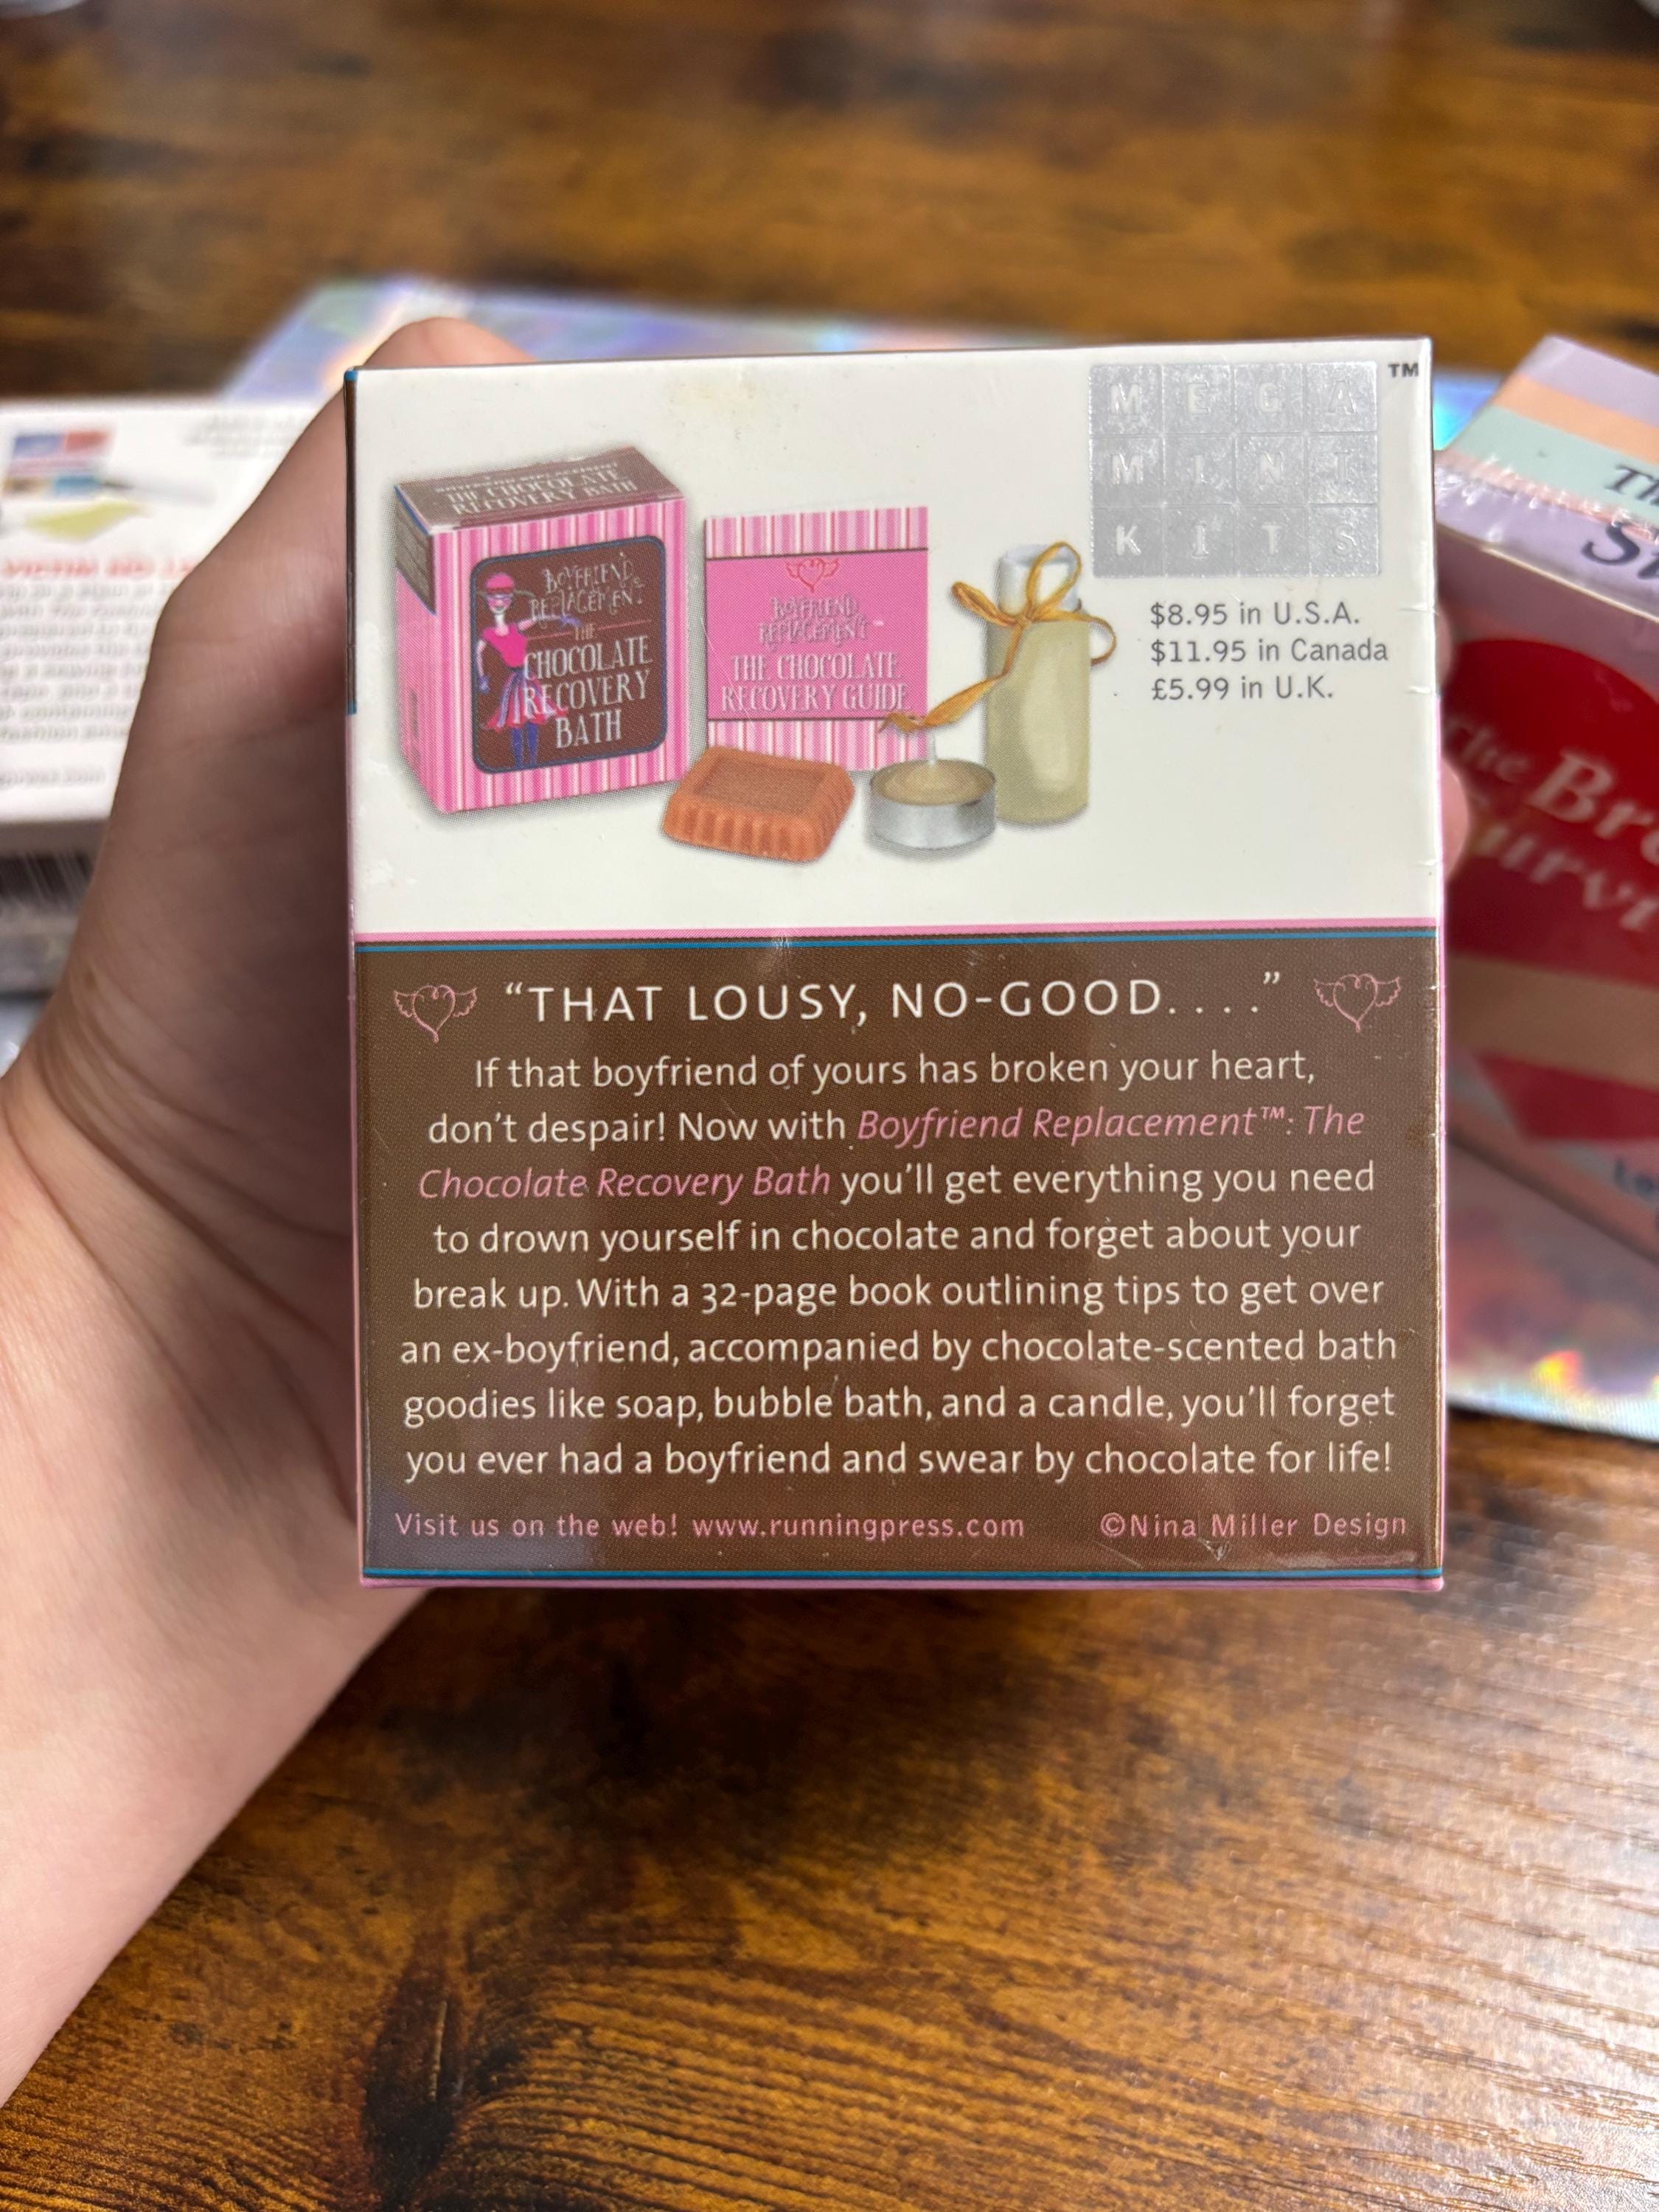 MEGA
MINI
KITS
TM
$8.95 in U.S.A.
$11.95 in Canada
£5.99 in U.K.
THE CHOCOLATE
RECOVERY BATH
BOYFRIEND
REPLACEMENT
THE
CHOCOLATE
RECOVERY
BATH
BOYFRIEND
REPLACEMENT™
THE CHOCOLATE
RECOVERY GUIDE
“THAT LOUSY, NO-GOOD. . . .”
If that boyfriend of yours has broken your heart,
don’t despair! Now with Boyfriend Replacement™: The
Chocolate Recovery Bath you’ll get everything you need
to drown yourself in chocolate and forget about your
break up. With a 32-page book outlining tips to get over
an ex-boyfriend, accompanied by chocolate-scented bath
goodies like soap, bubble bath, and a candle, you’ll forget
you ever had a boyfriend and swear by chocolate for life!
Visit us on the web! www.runningpress.com ©Nina Miller Design